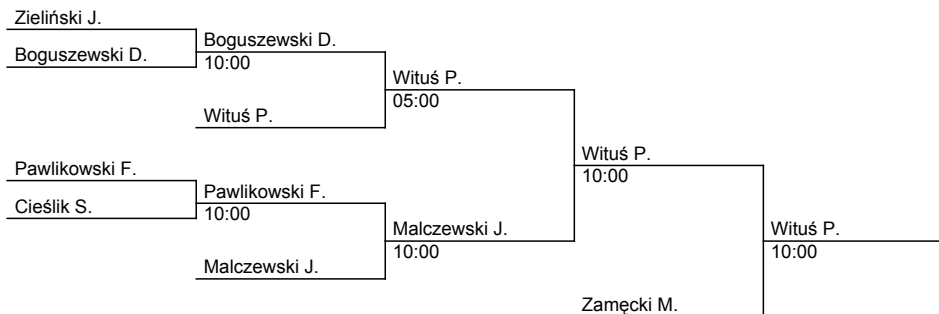 Zieliński J.
Boguszewski D.
Boguszewski D.
10:00
Wituś P.
05:00
Wituś P.
Wituś P.
10:00
Pawlikowski F.
Pawlikowski F.
10:00
Cieślik S.
Malczewski J.
10:00
Wituś P.
10:00
Malczewski J.
Zamęcki M.